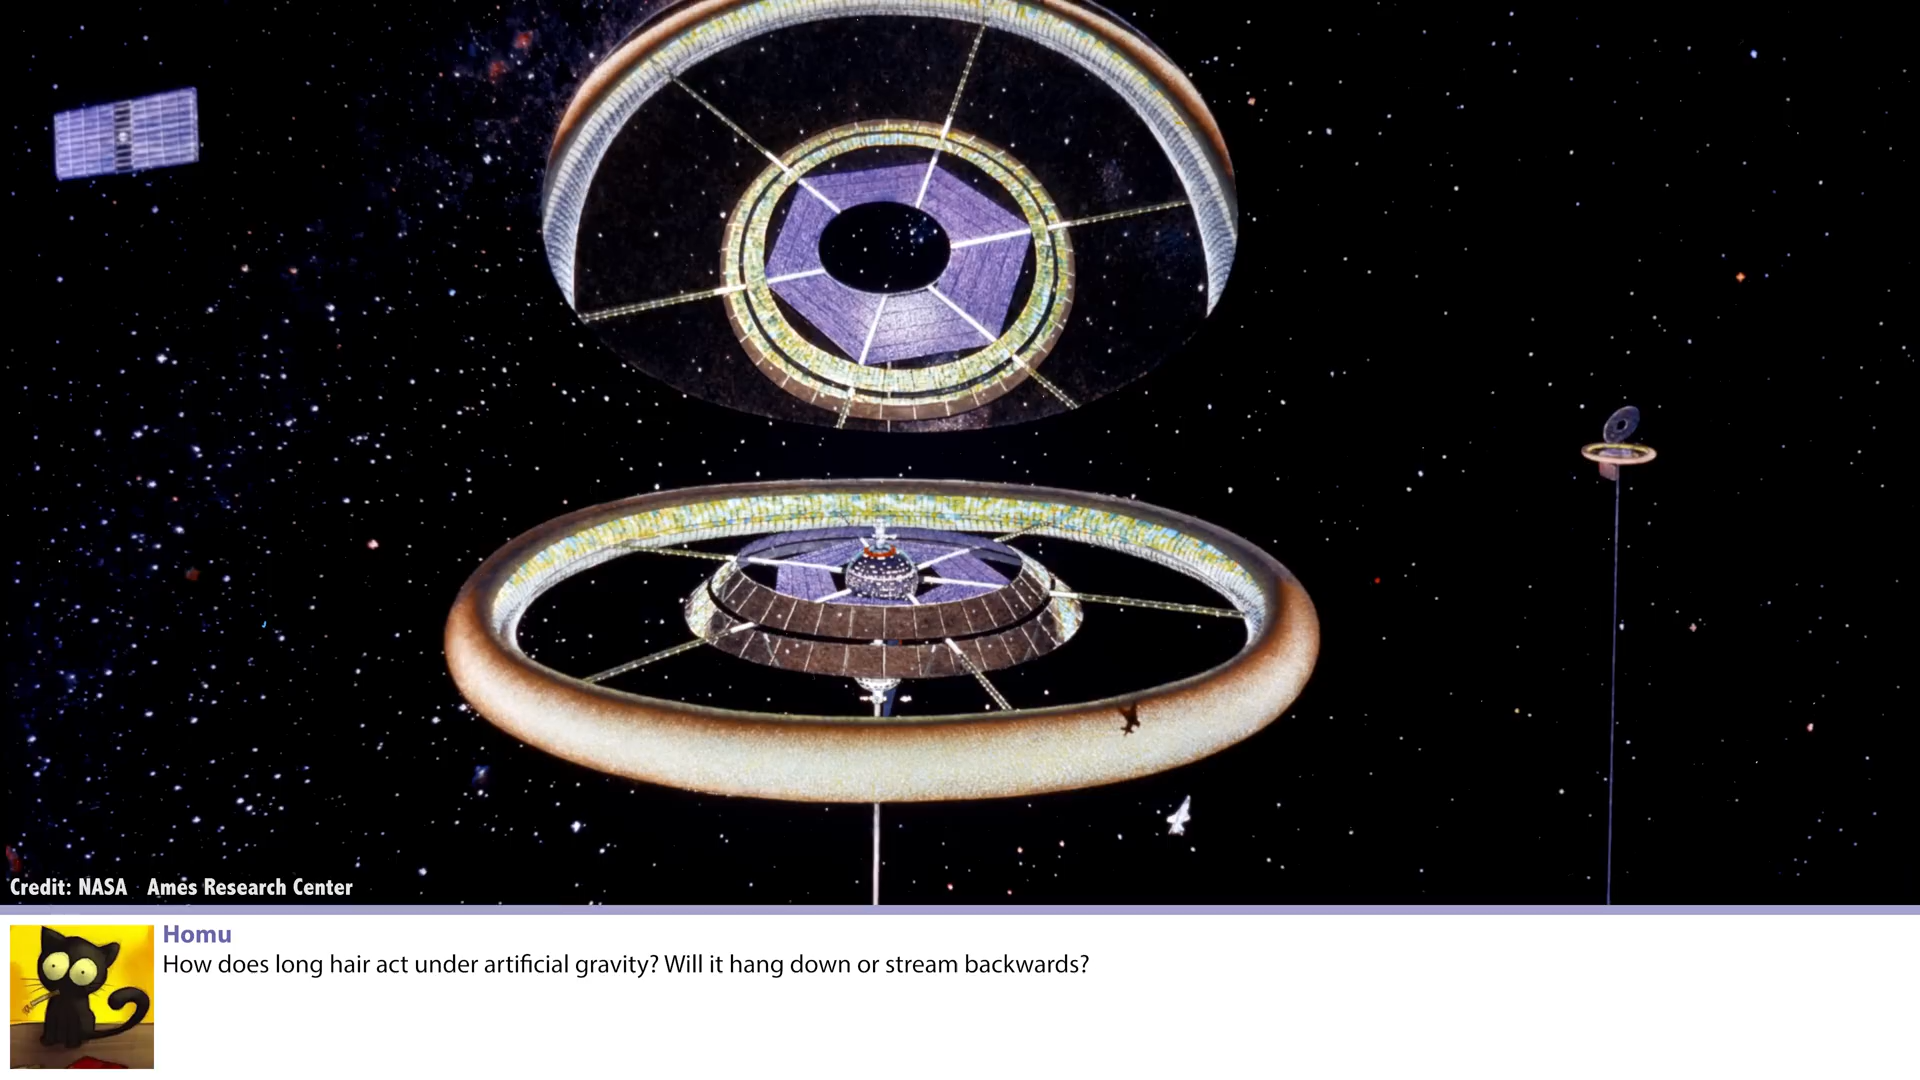 Credit: NASA Ames Research Center
Homu
How does long hair act under artificial gravity? Will it hang down or stream backwards?